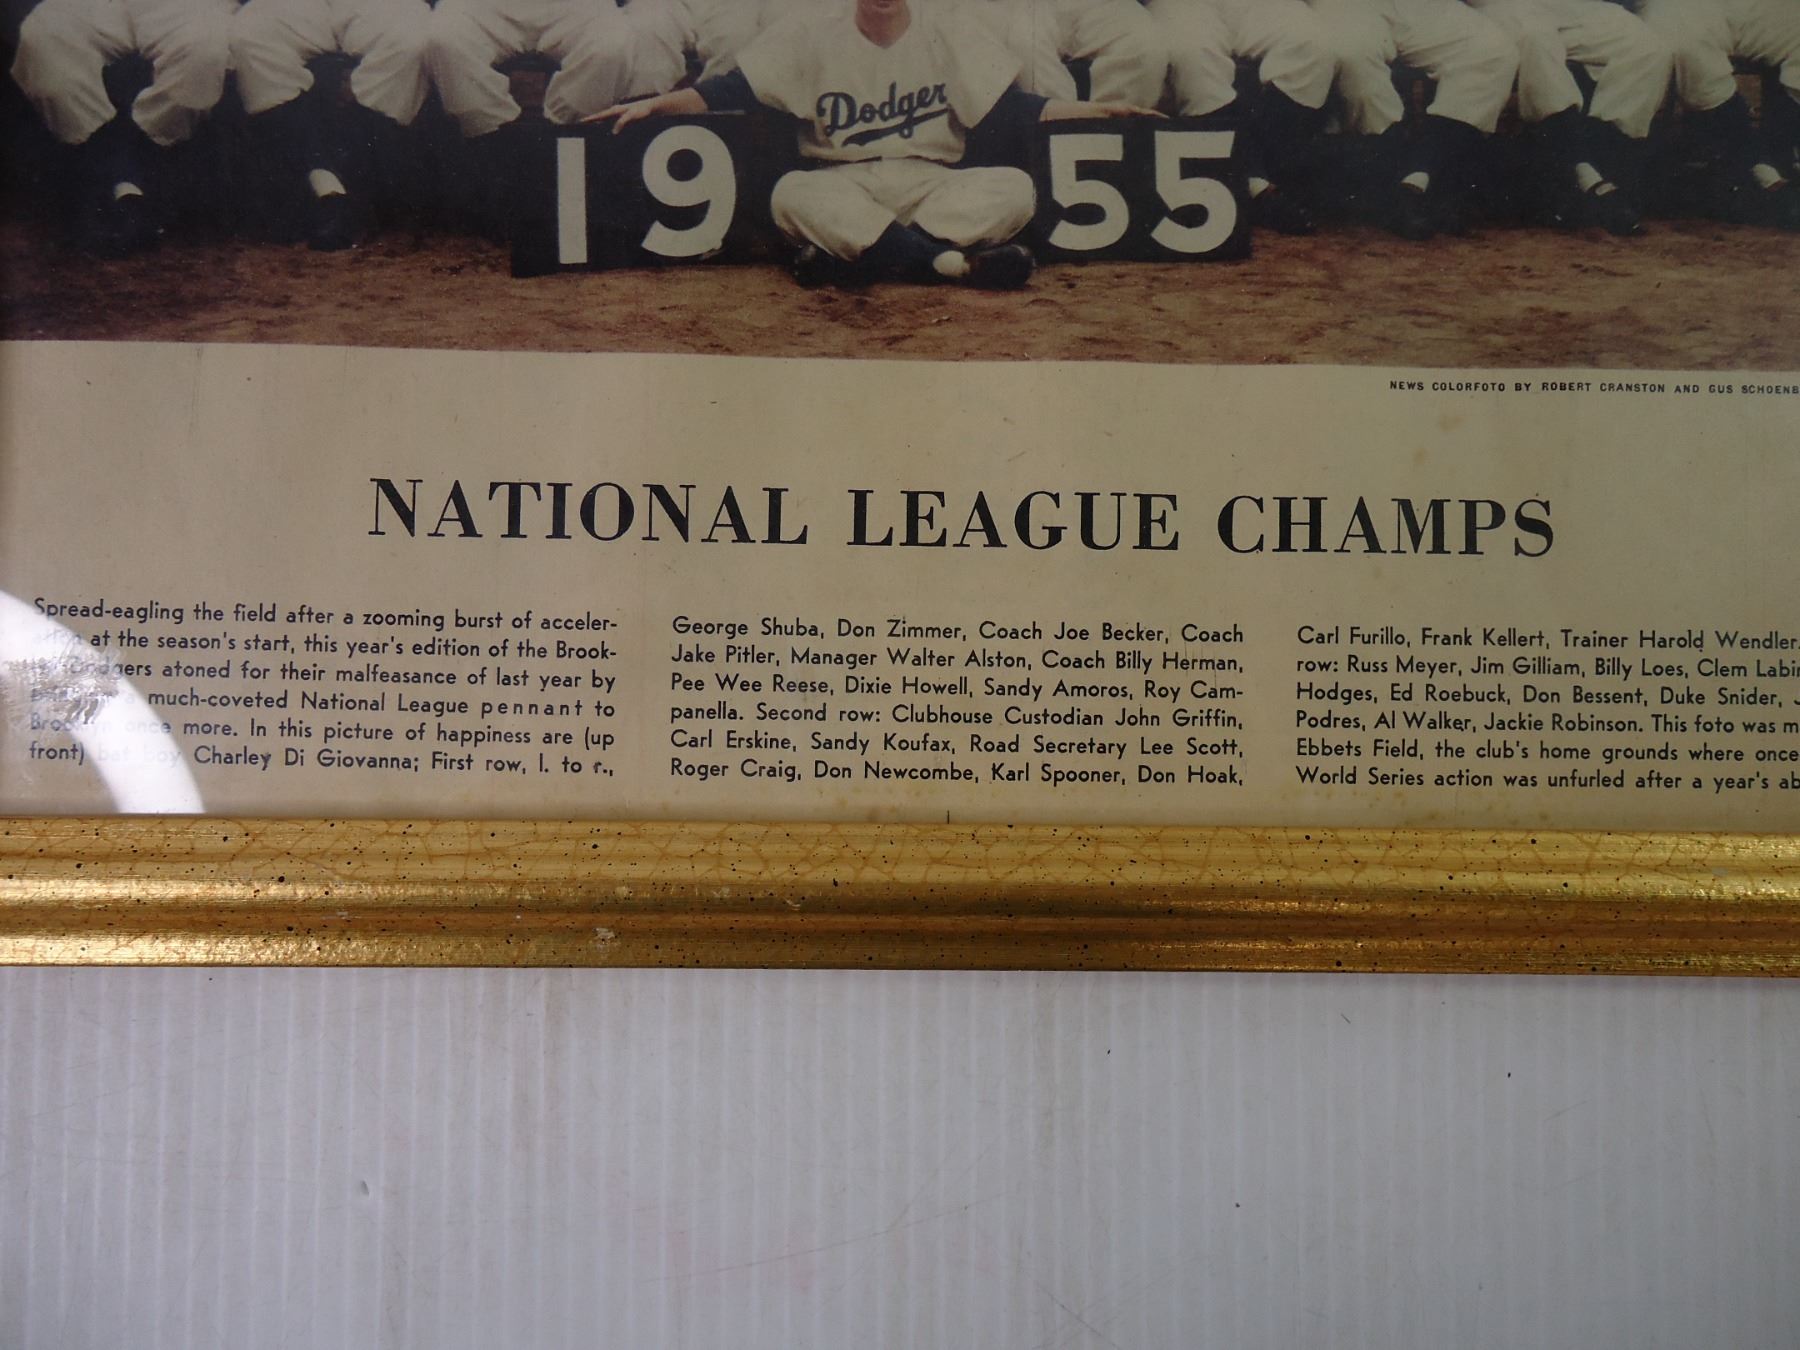 Dodger
19 55
NEWS COLORFOTO BY ROBERT CRANSTON AND GUS
NATIONAL LEAGUE CHAMPS
Spread-eagling the field after a zooming burst of acceler-
at the season's start, this year's edition of the Brook-
Dodgers atoned for their malfeasance of last year by
a much-coveted National League pennant to
Brooklyn once more. In this picture of happiness are (up
front) bat boy Charley Di Giovanna; First row, l. to r.,
George Shuba, Don Zimmer, Coach Joe Becker, Coach
Jake Pitler, Manager Walter Alston, Coach Billy Herman,
Pee Wee Reese, Dixie Howell, Sandy Amoros, Roy Cam-
panella. Second row: Clubhouse Custodian John Griffin,
Carl Erskine, Sandy Koufax, Road Secretary Lee Scott,
Roger Craig, Don Newcombe, Karl Spooner, Don Hoak,
Carl Furillo, Frank Kellert, Trainer Harold Wendler.
row: Russ Meyer, Jim Gilliam, Billy Loes, Clem
Hodges, Ed Roebuck, Don Bessent, Duke Snider,
Podres, Al Walker, Jackie Robinson. This foto was
Ebbets Field, the club's home grounds where once
World Series action was unfurled after a year's